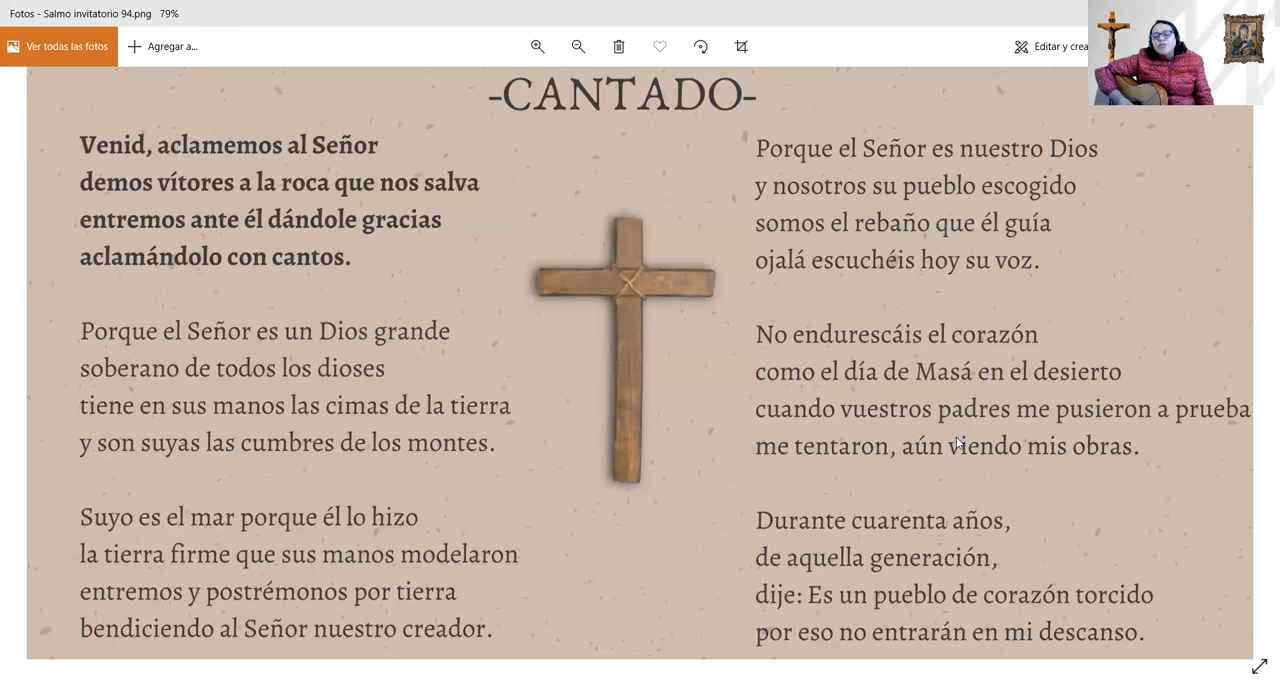 Fotos - Salmo invitatorio 94.png   79%
Ver todas las fotos
Agregar a...
Editar y crea
-CANTADO-
Venid, aclamemos al Señor
demos vítores a la roca que nos salva
entremos ante él dándole gracias
aclamándolo con cantos.
Porque el Señor es un Dios grande
soberano de todos los dioses
tiene en sus manos las cimas de la tierra
y son suyas las cumbres de los montes.
Suyo es el mar porque él lo hizo
la tierra firme que sus manos modelaron
entremos y postrémonos por tierra
bendiciendo al Señor nuestro creador.
Porque el Señor es nuestro Dios
y nosotros su pueblo escogido
somos el rebaño que él guía
ojalá escuchéis hoy su voz.
No endurescáis el corazón
como el día de Masá en el desierto
cuando vuestros padres me pusieron a prueba
me tentaron, aún viendo mis obras.
Durante cuarenta años,
de aquella generación,
dije: Es un pueblo de corazón torcido
por eso no entrarán en mi descanso.